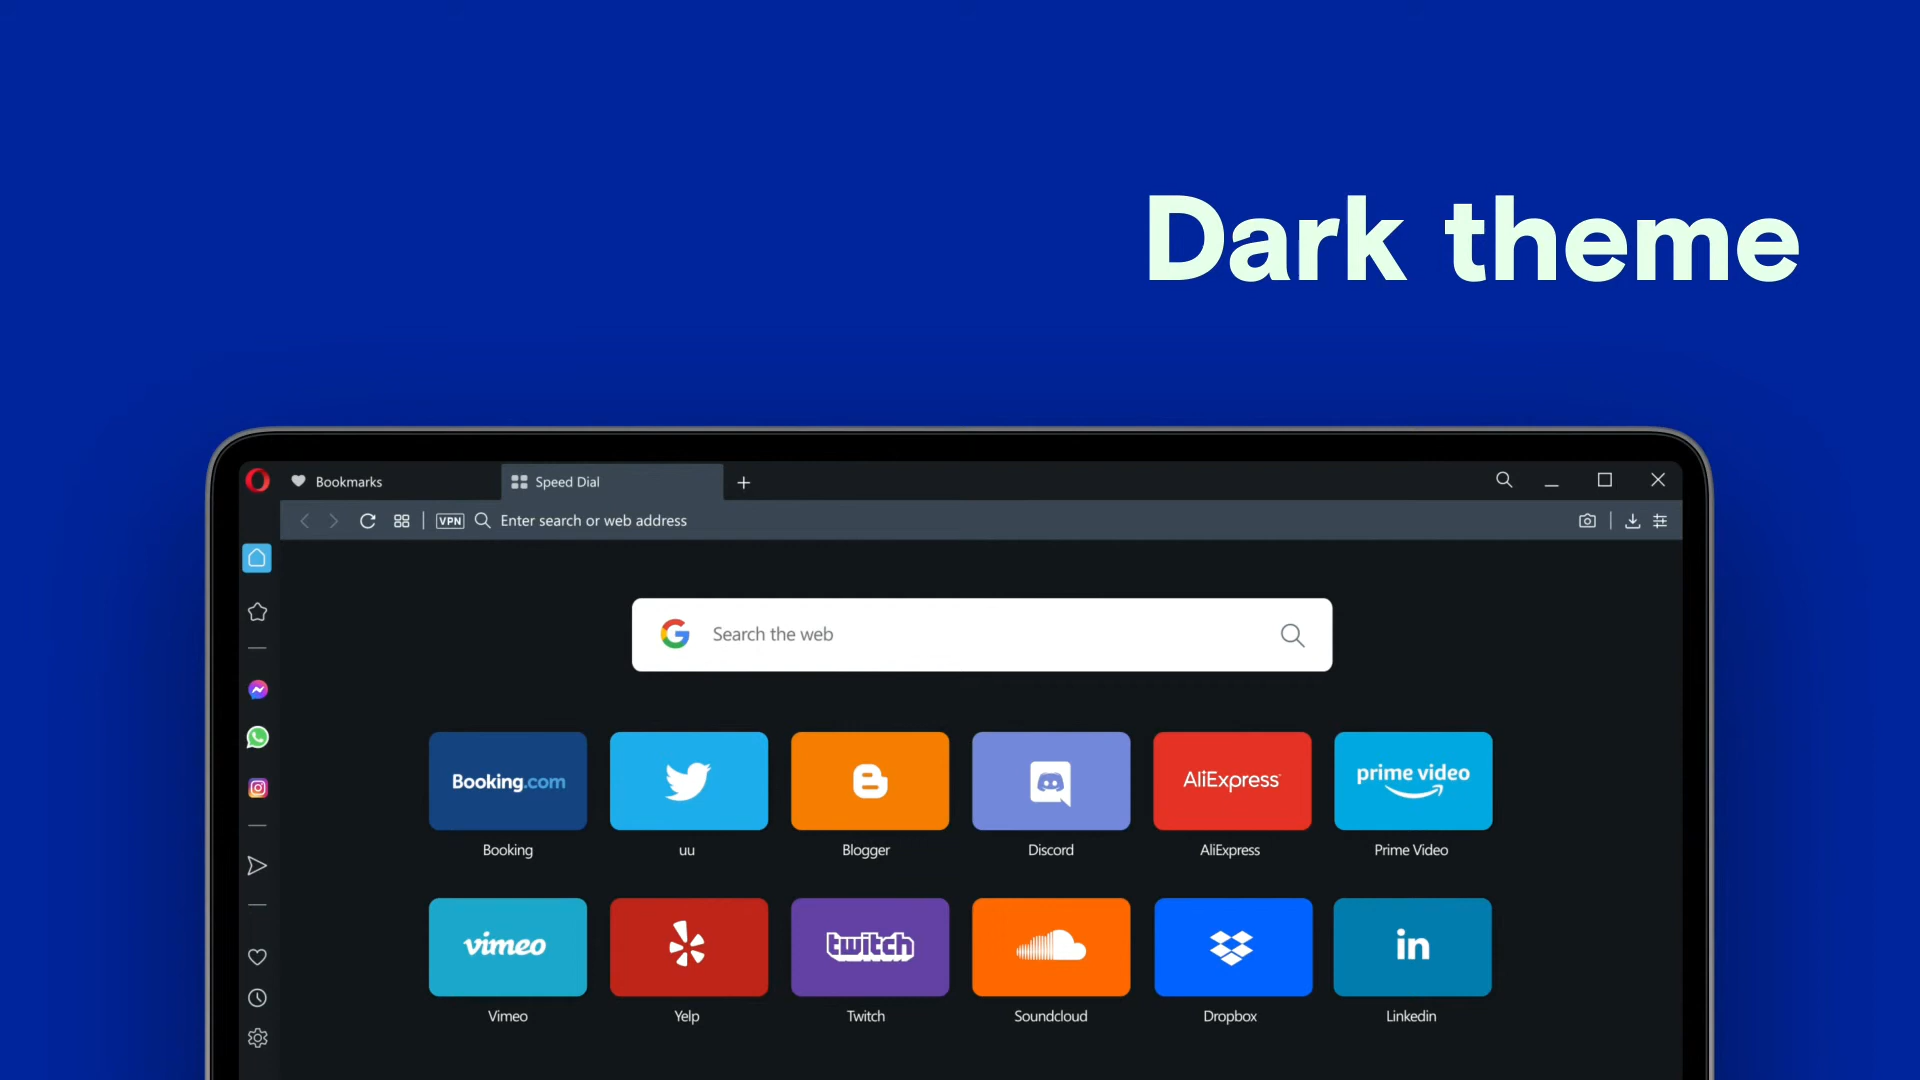 Dark theme
Bookmarks
Speed Dial
VPN
Enter search or web address
Search the web
Booking.com
AliExpress
prime video
Booking
uu
Blogger
Discord
AliExpress
Prime Video
vimeo
twitch
in
Vimeo
Yelp
Twitch
Soundcloud
Dropbox
Linkedin